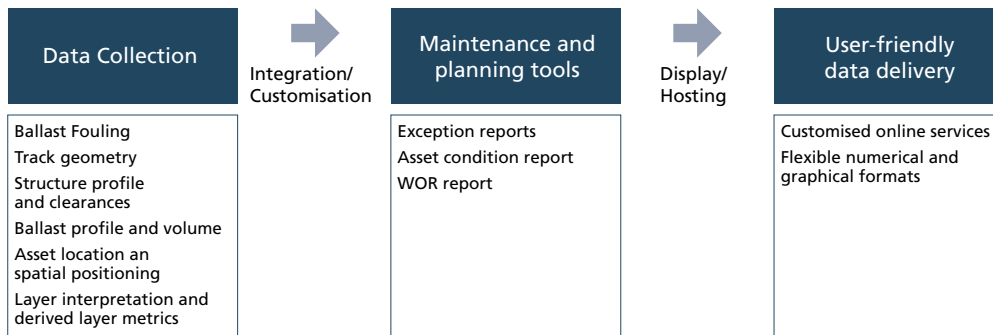 Data Collection
Integration/
Customisation
Maintenance and
planning tools
Display/
Hosting
User-friendly
data delivery
Ballast Fouling
Track geometry
Structure profile
and clearances
Ballast profile and volume
Asset location an
spatial positioning
Layer interpretation and
derived layer metrics
Exception reports
Asset condition report
WOR report
Customised online services
Flexible numerical and
graphical formats